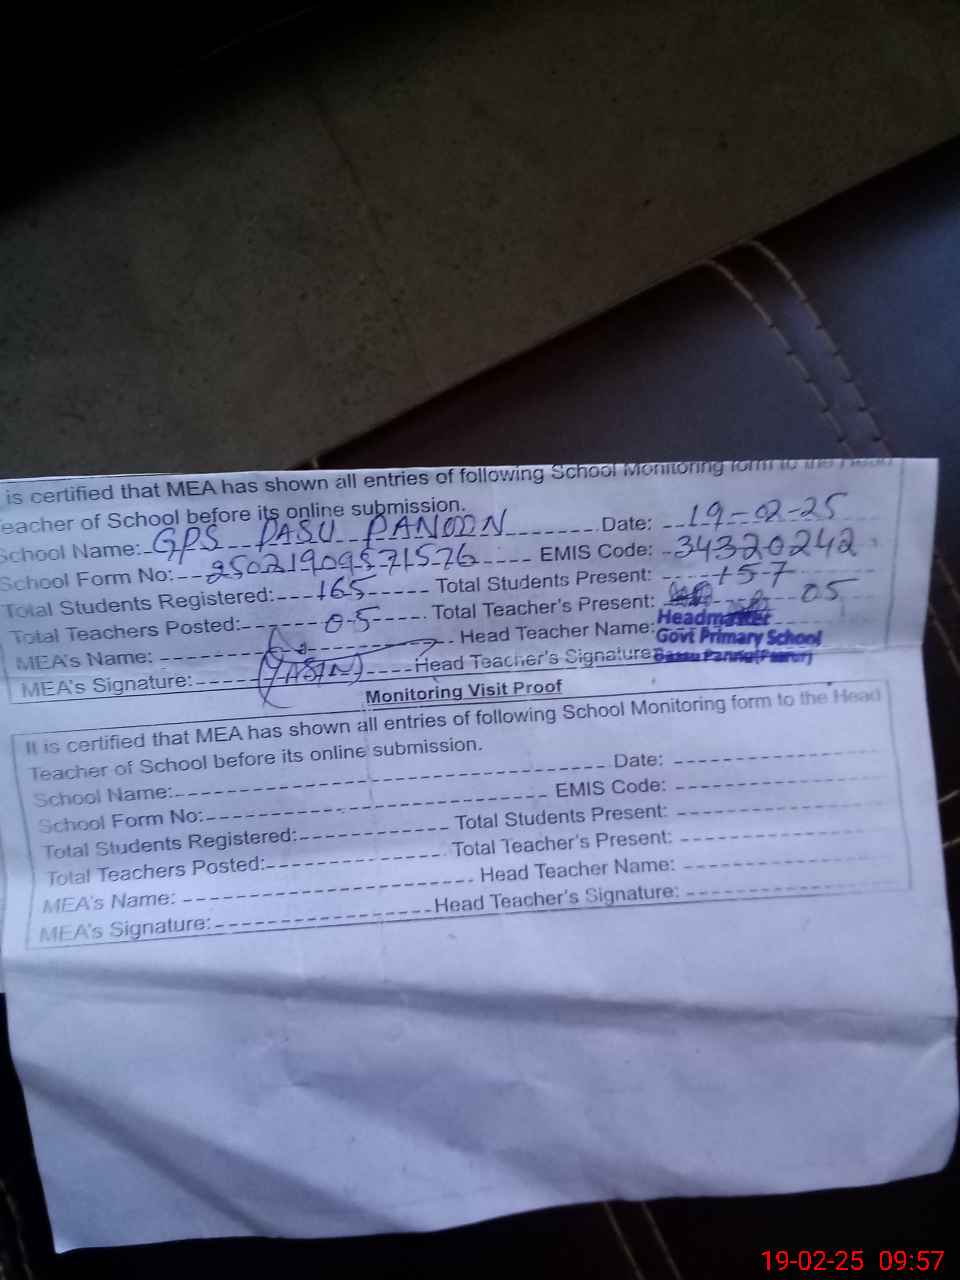 is certified that MEA has shown all entries of following School Monitoring form to the Head
eacher of School before its online submission.
School Name: GPS PASU PANOON Date: 19-02-25
School Form No: 25021909571576 EMIS Code: 34320242
Total Students Registered: 165 Total Students Present: 157
Total Teachers Posted: 05 Total Teacher's Present: 05
MEA's Name: Head Teacher Name: Headmaster
Govt Primary School
MEA's Signature: (YASIN) Head Teacher's Signature
Monitoring Visit Proof
It is certified that MEA has shown all entries of following School Monitoring form to the Head
Teacher of School before its online submission.
School Name: Date:
School Form No: EMIS Code:
Total Students Registered: Total Students Present:
Total Teachers Posted: Total Teacher's Present:
MEA's Name: Head Teacher Name:
MEA's Signature: Head Teacher's Signature:
19-02-25 09:57